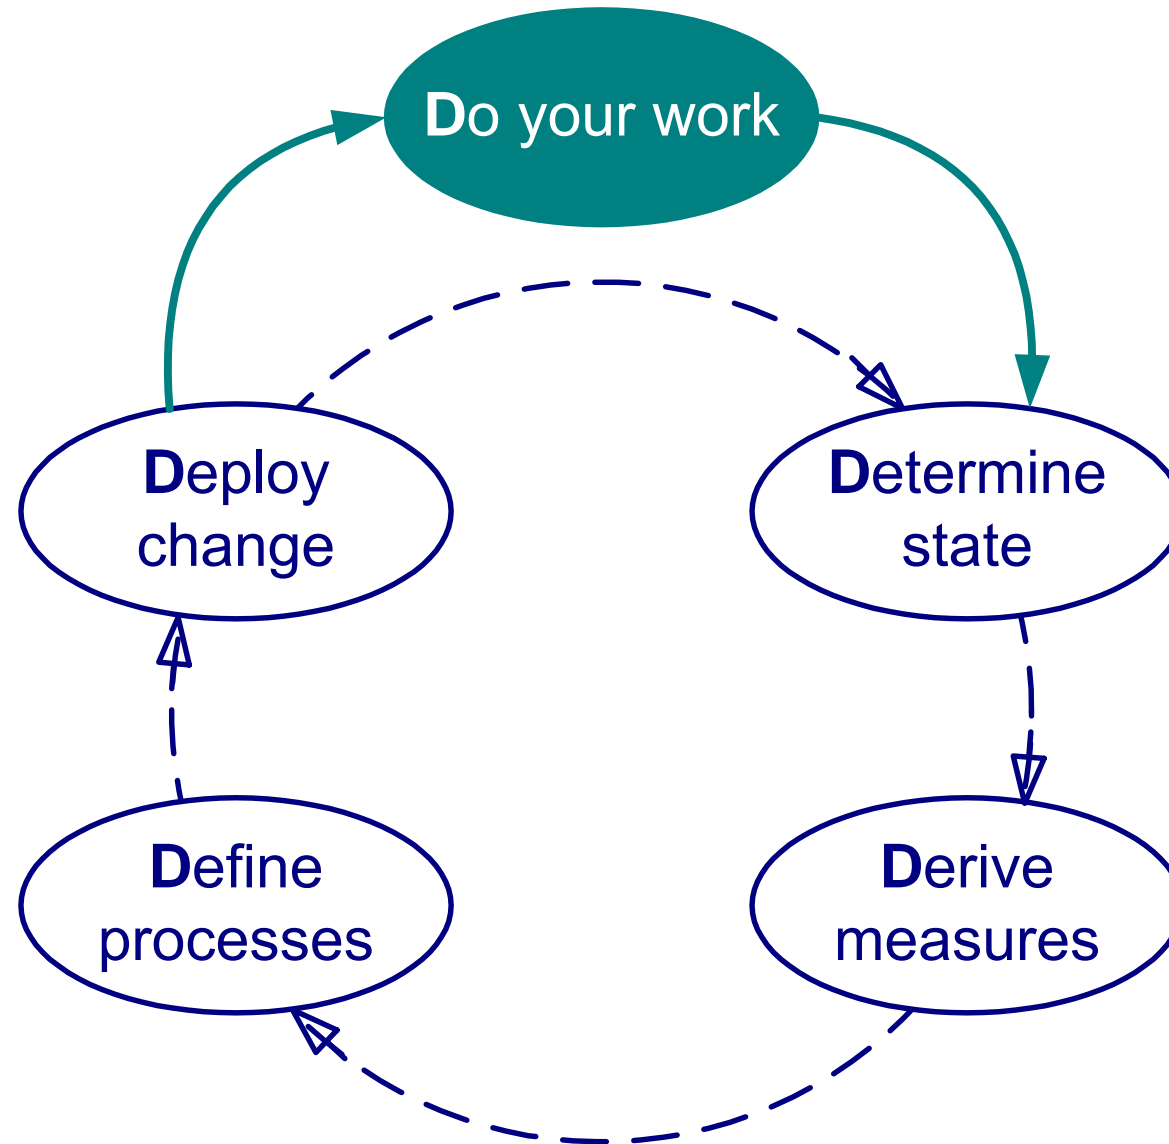 Do your work
Deploy
change
Determine
state
Define
processes
Derive
measures